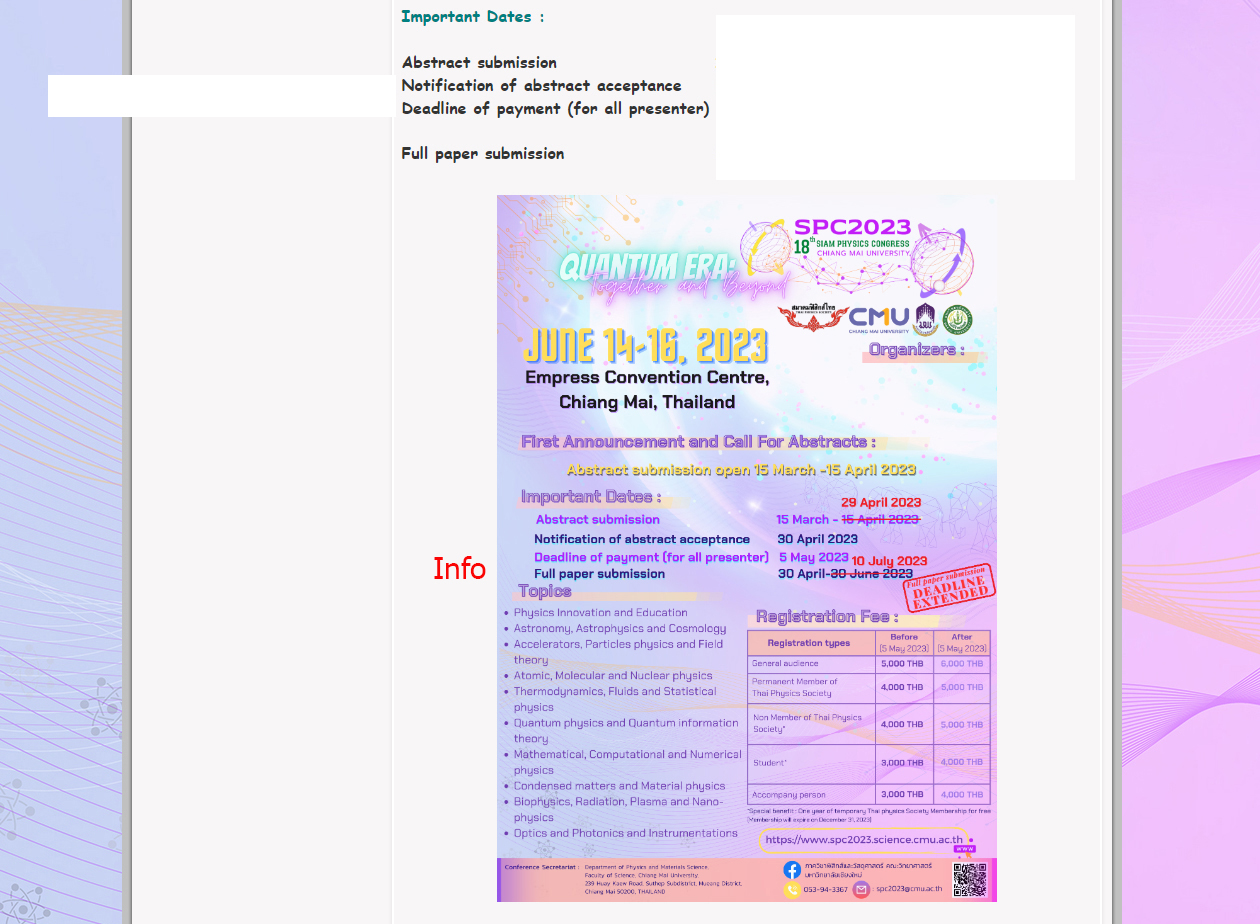 Important Dates :
Abstract submission
Notification of abstract acceptance
Deadline of payment (for all presenter)
Full paper submission
SPC2023
18th SIAM PHYSICS CONGRESS
CHIANG MAI UNIVERSITY,
QUANTUM ERA:
Together and Beyond
สมาคมฟิสิกส์ไทย
THAI PHYSICS SOCIETY
CMU
CHIANG MAI UNIVERSITY
JUNE 14-16, 2023
Organizers :
Empress Convention Centre,
Chiang Mai, Thailand
First Announcement and Call For Abstracts :
Abstract submission open 15 March -15 April 2023
Important Dates :
29 April 2023
Abstract submission 15 March - 15 April 2023
Notification of abstract acceptance 30 April 2023
Deadline of payment (for all presenter) 5 May 2023
10 July 2023
Full paper submission 30 April-30 June 2023
Full paper submission
DEADLINE
EXTENDED
Info
Topics
Physics Innovation and Education
Astronomy, Astrophysics and Cosmology
Accelerators, Particles physics and Field
theory
Atomic, Molecular and Nuclear physics
Thermodynamics, Fluids and Statistical
physics
Quantum physics and Quantum information
theory
Mathematical, Computational and Numerical
physics
Condensed matters and Material physics
Biophysics, Radiation, Plasma and Nano-
physics
Optics and Photonics and Instrumentations
Registration Fee :
Registration types Before (5 May 2023) After (5 May 2023)
General audience 5,000 THB 6,000 THB
Permanent Member of
Thai Physics Society 4,000 THB 5,000 THB
Non Member of Thai Physics
Society* 4,000 THB 5,000 THB
Student* 3,000 THB 4,000 THB
Accompany person 3,000 THB 4,000 THB
*Special benefit : One year of temporary Thai physics Society Membership for free
(Membership will expire on December 31, 2023)
https://www.spc2023.science.cmu.ac.th
WWW
Conference Secretariat : Department of Physics and Materials Science,
Faculty of Science, Chiang Mai University
239 Huay Kaew Road, Suthep Subdistrict, Mueang District,
Chiang Mai 50200, THAILAND
ภาควิชาฟิสิกส์และวัสดุศาสตร์ คณะวิทยาศาสตร์
มหาวิทยาลัยเชียงใหม่
053-94-3367 : spc2023@cmu.ac.th